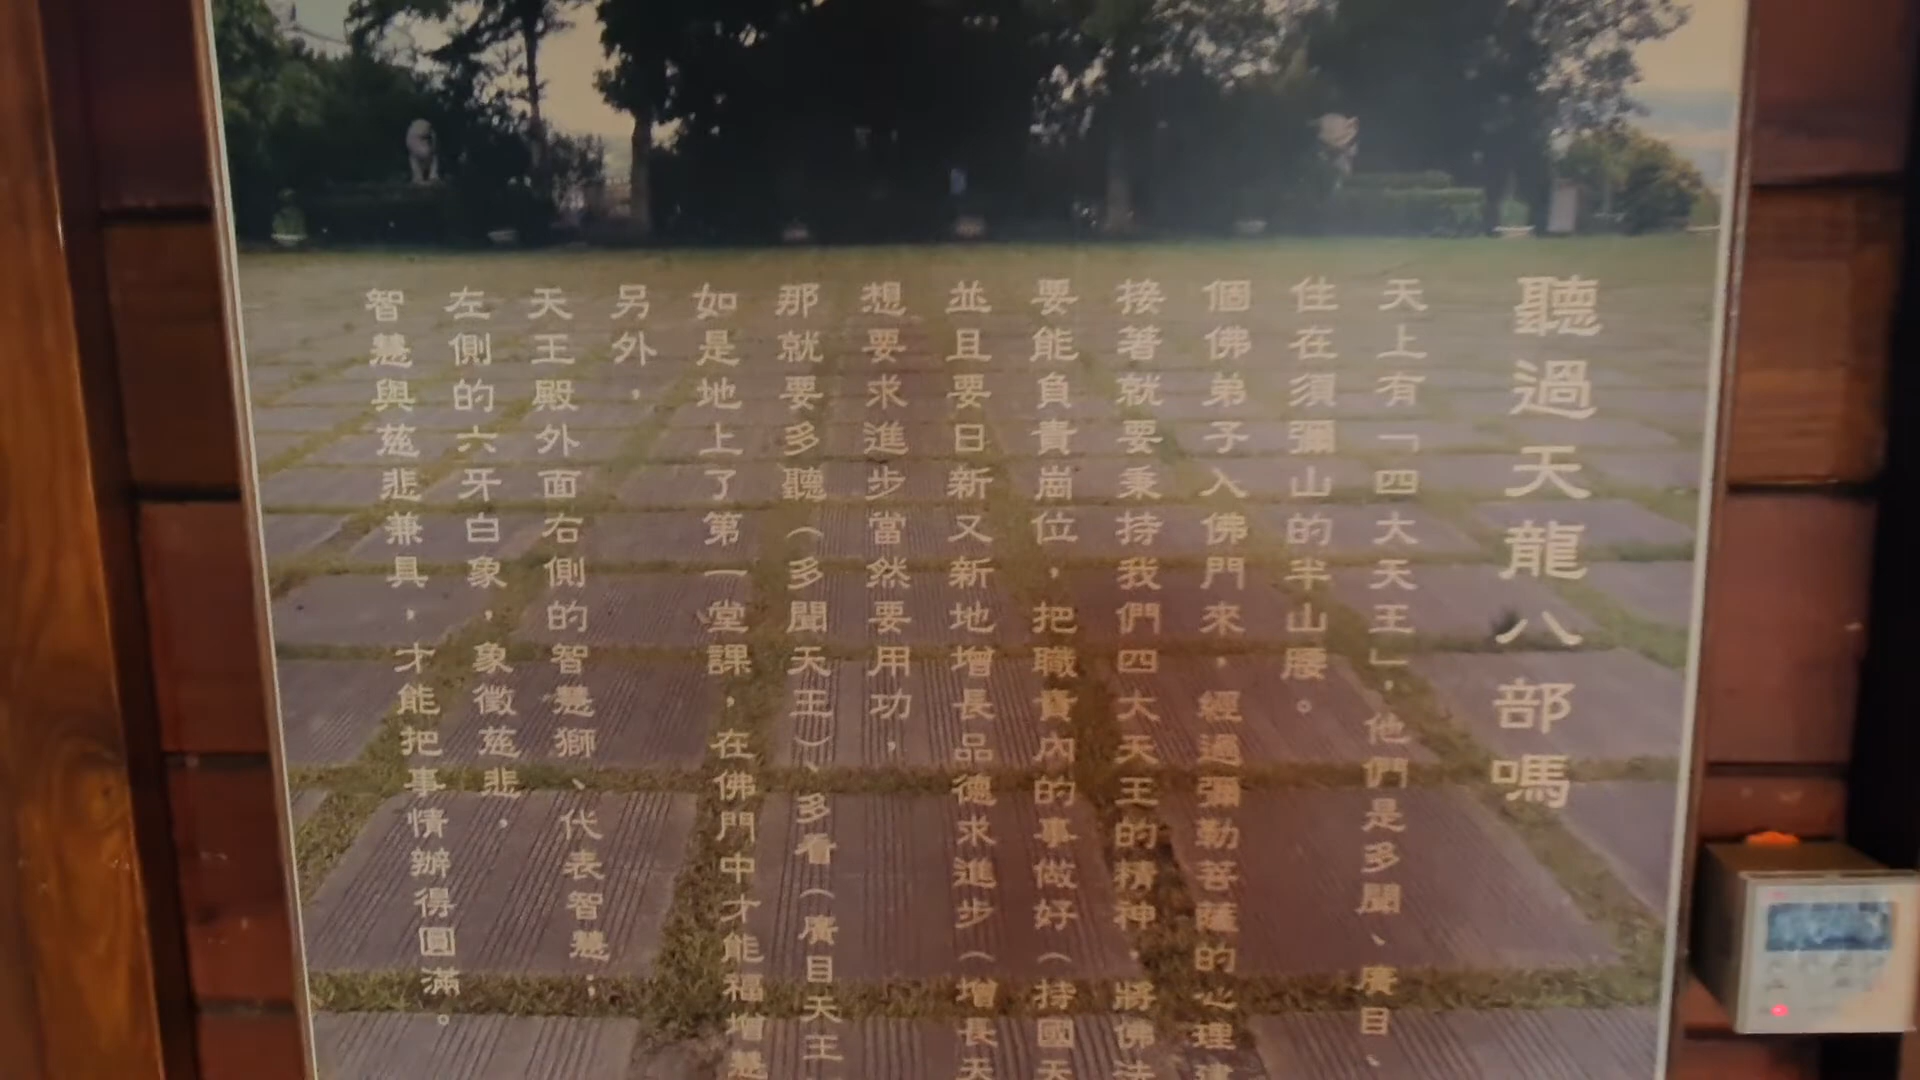 聽過天龍八部嗎
天上有「四大天王」,他們是多聞、廣目、
住在須彌山的半山腰。
個佛弟子入佛門來,經過彌勒菩薩的心理建
接著就要秉持我們四大天王的精神,將佛法
要能負責崗位,把職責內的事做好(持國天
並且要日新又新地增長品德求進步(增長天
想要求進步當然要用功,
那就要多聽(多聞天王)、多看(廣目天王
如是地上了第一堂課,在佛門中才能福增慧
另外,
天王殿外面右側的智慧獅、代表智慧;
左側的六牙白象,象徵慈悲,
智慧與慈悲兼具,才能把事情辦得圓滿。